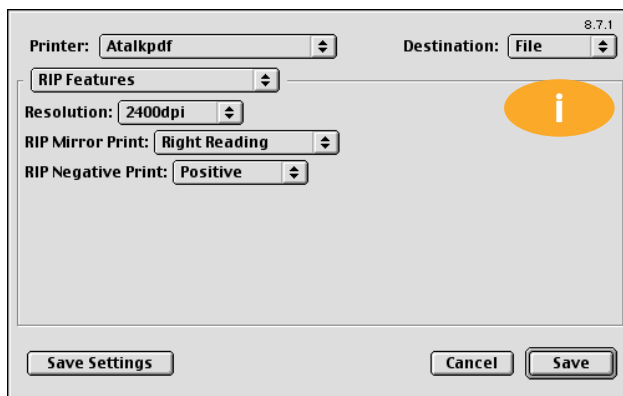 8.7.1
Printer: Atalkpdf Destination: File
RIP Features
i
Resolution: 2400dpi
RIP Mirror Print: Right Reading
RIP Negative Print: Positive
Save Settings Cancel Save